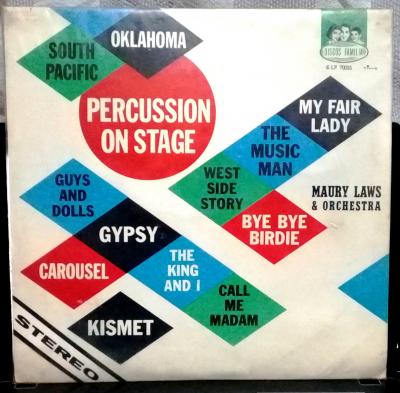 OKLAHOMA
SOUTH
PACIFIC
PERCUSSION
ON STAGE
DISCOS FAMILIAR
MY FAIR
LADY
THE
MUSIC
MAN
WEST
SIDE
STORY
MAURY LAWS
& ORCHESTRA
BYE BYE
BIRDIE
GUYS
AND
DOLLS
GYPSY
CAROUSEL
THE
KING
AND I
CALL
ME
MADAM
KISMET
STEREO